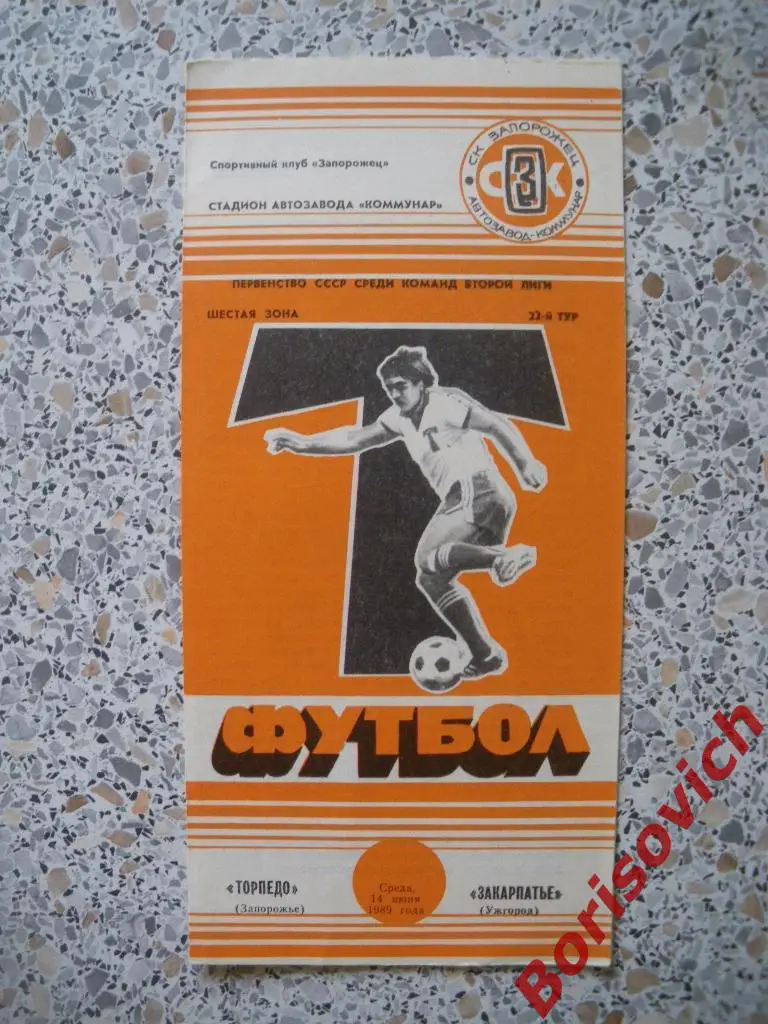 Спортивный клуб «Запорожец»
СТАДИОН АВТОЗАВОДА «КОММУНАР»
СК ЗАПОРОЖЕЦ
СЗК
АВТОЗАВОД-КОММУНАР
ПЕРВЕНСТВО СССР СРЕДИ КОМАНД ВТОРОЙ ЛИГИ
ШЕСТАЯ ЗОНА 22-й ТУР
Т
ФУТБОЛ
«ТОРПЕДО»
(Запорожье)
Среда,
14 июня
1989 года
«ЗАКАРПАТЬЕ»
(Ужгород)
Borisovich